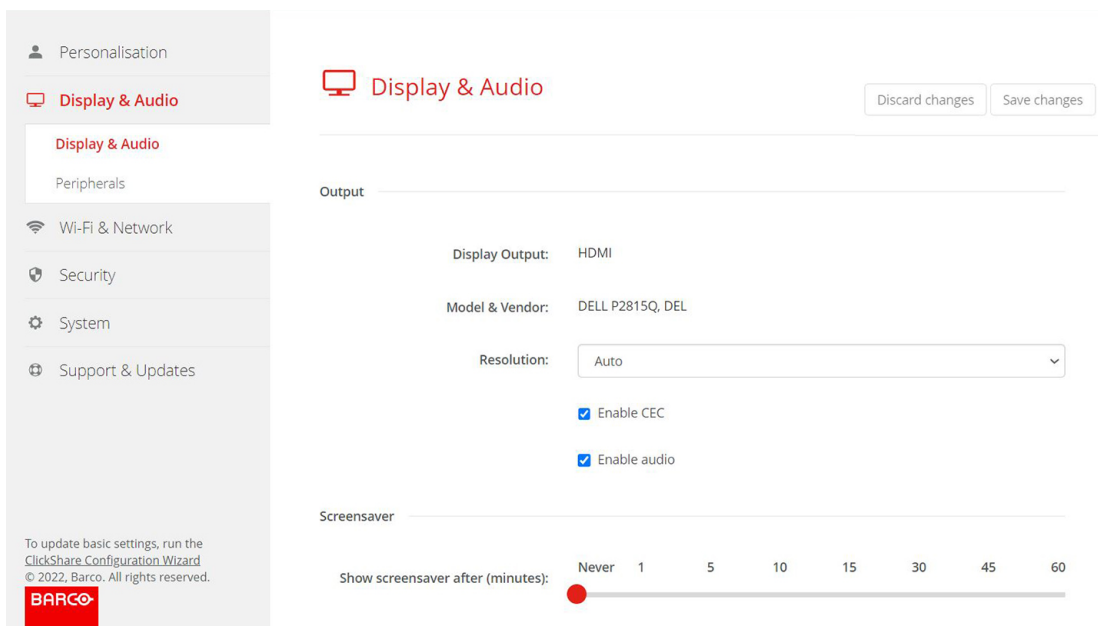 Personalisation
Display & Audio
Display & Audio
Peripherals
Wi-Fi & Network
Security
System
Support & Updates
To update basic settings, run the
ClickShare Configuration Wizard
© 2022, Barco. All rights reserved.
BARCO
Display & Audio
Discard changes
Save changes
Output
Display Output: HDMI
Model & Vendor: DELL P2815Q, DEL
Resolution: Auto
Enable CEC
Enable audio
Screensaver
Never 1 5 10 15 30 45 60
Show screensaver after (minutes):